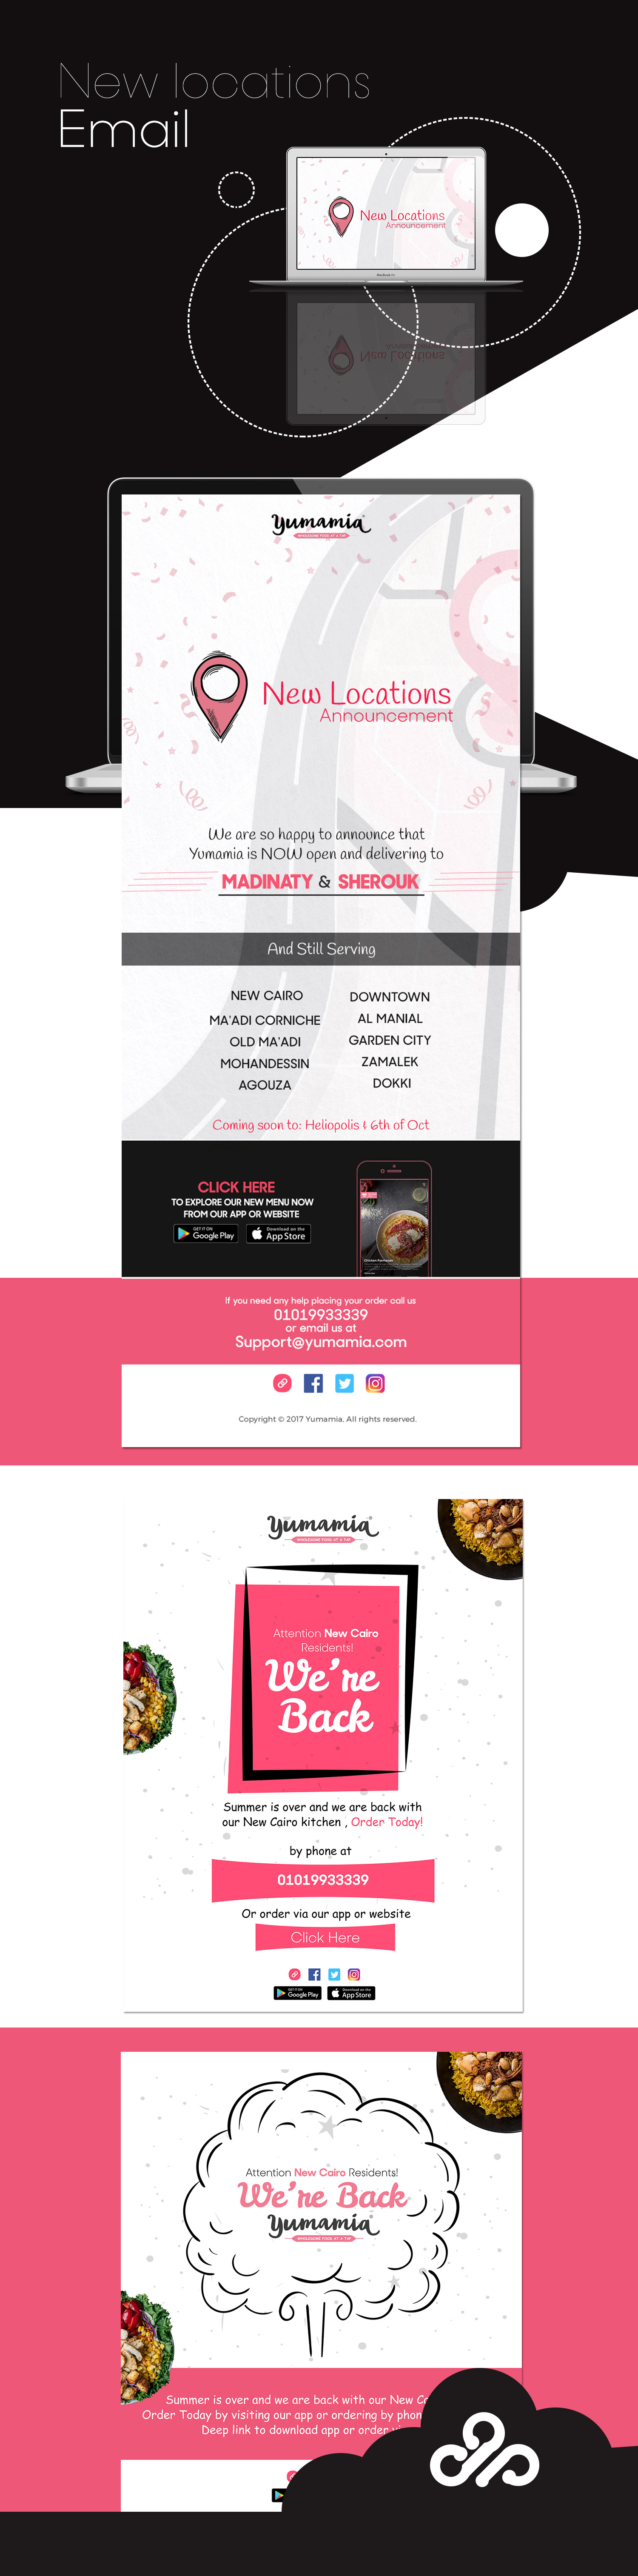 New locations
Email
New Locations
Announcement
MacBook Air
New Locations
Announcement
yumamia
WHOLESOME FOOD AT A TAP
New Locations
Announcement
We are so happy to announce that
Yumamia is NOW open and delivering to
MADINATY & SHEROUK
And Still Serving
NEW CAIRO
MA'ADI CORNICHE
OLD MA'ADI
MOHANDESSIN
AGOUZA
DOWNTOWN
AL MANIAL
GARDEN CITY
ZAMALEK
DOKKI
Coming soon to: Heliopolis & 6th of Oct
CLICK HERE
TO EXPLORE OUR NEW MENU NOW
FROM OUR APP OR WEBSITE
GET IT ON
Google Play
Download on the
App Store
If you need any help placing your order call us
01019933339
or email us at
Support@yumamia.com
Copyright © 2017 Yumamia, All rights reserved.
yumamia
WHOLESOME FOOD AT A TAP
Attention New Cairo
Residents!
We're
Back
Summer is over and we are back with
our New Cairo kitchen , Order Today!
by phone at
01019933339
Or order via our app or website
Click Here
GET IT ON
Google Play
Download on the
App Store
Attention New Cairo Residents!
We're Back
yumamia
WHOLESOME FOOD AT A TAP
Summer is over and we are back with our New
Order Today by visiting our app or ordering by phon
Deep link to download app or order